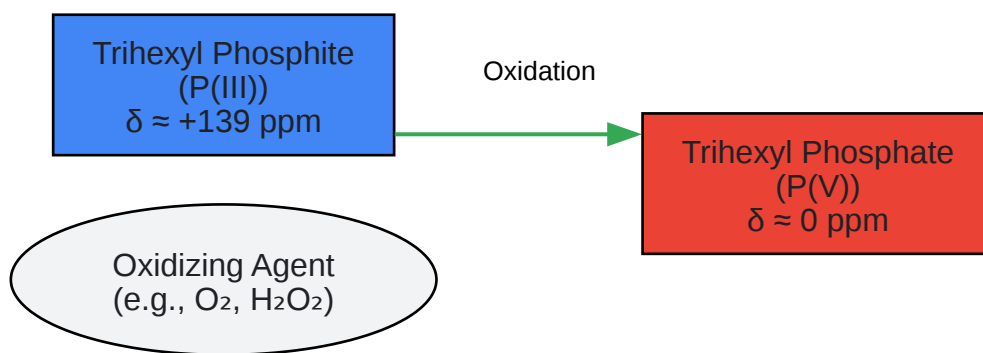 Trihexyl Phosphite
(P(III))
δ ≈ +139 ppm
Oxidation
Trihexyl Phosphate
(P(V))
δ ≈ 0 ppm
Oxidizing Agent
(e.g., O₂, H₂O₂)